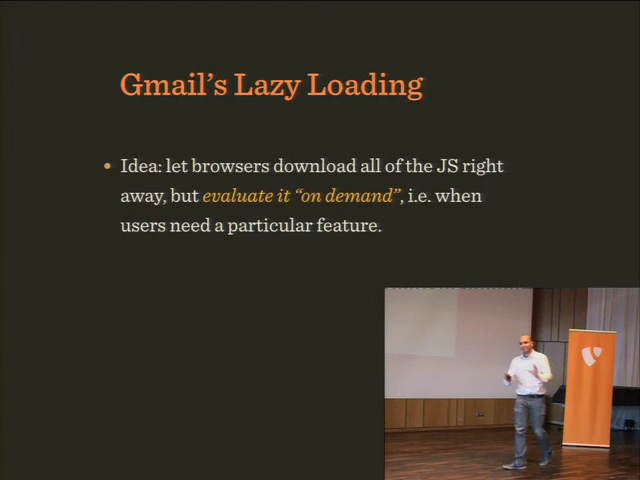 Gmail’s Lazy Loading
• Idea: let browsers download all of the JS right
away, but evaluate it “on demand”, i.e. when
users need a particular feature.